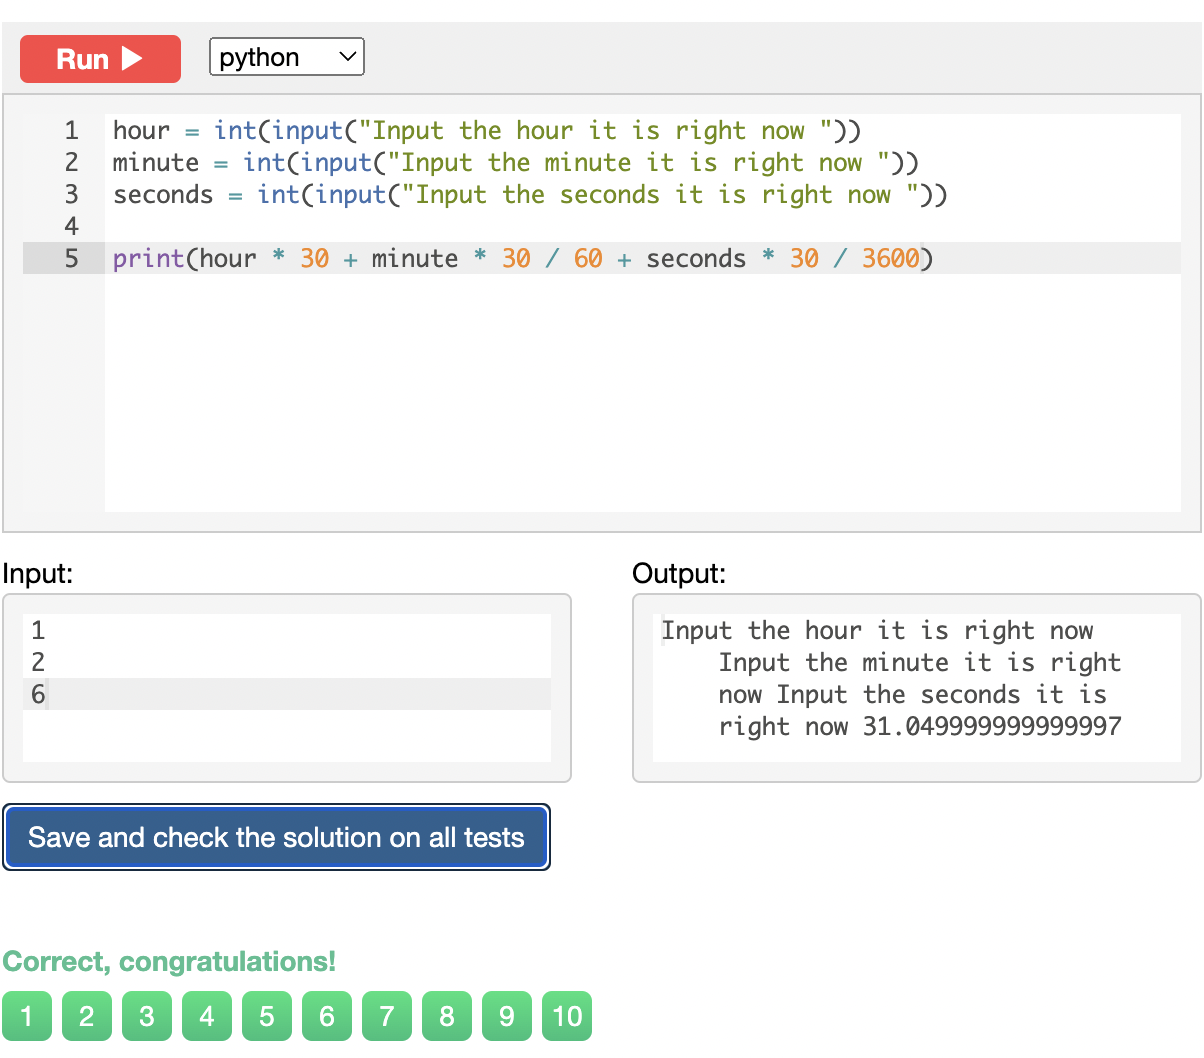 Run
python
1 hour = int(input("Input the hour it is right now "))
2 minute = int(input("Input the minute it is right now "))
3 seconds = int(input("Input the seconds it is right now "))
4
5 print(hour * 30 + minute * 30 / 60 + seconds * 30 / 3600)
Input:
1
2
6
Output:
Input the hour it is right now
Input the minute it is right
now Input the seconds it is
right now 31.049999999999997
Save and check the solution on all tests
Correct, congratulations!
1 2 3 4 5 6 7 8 9 10